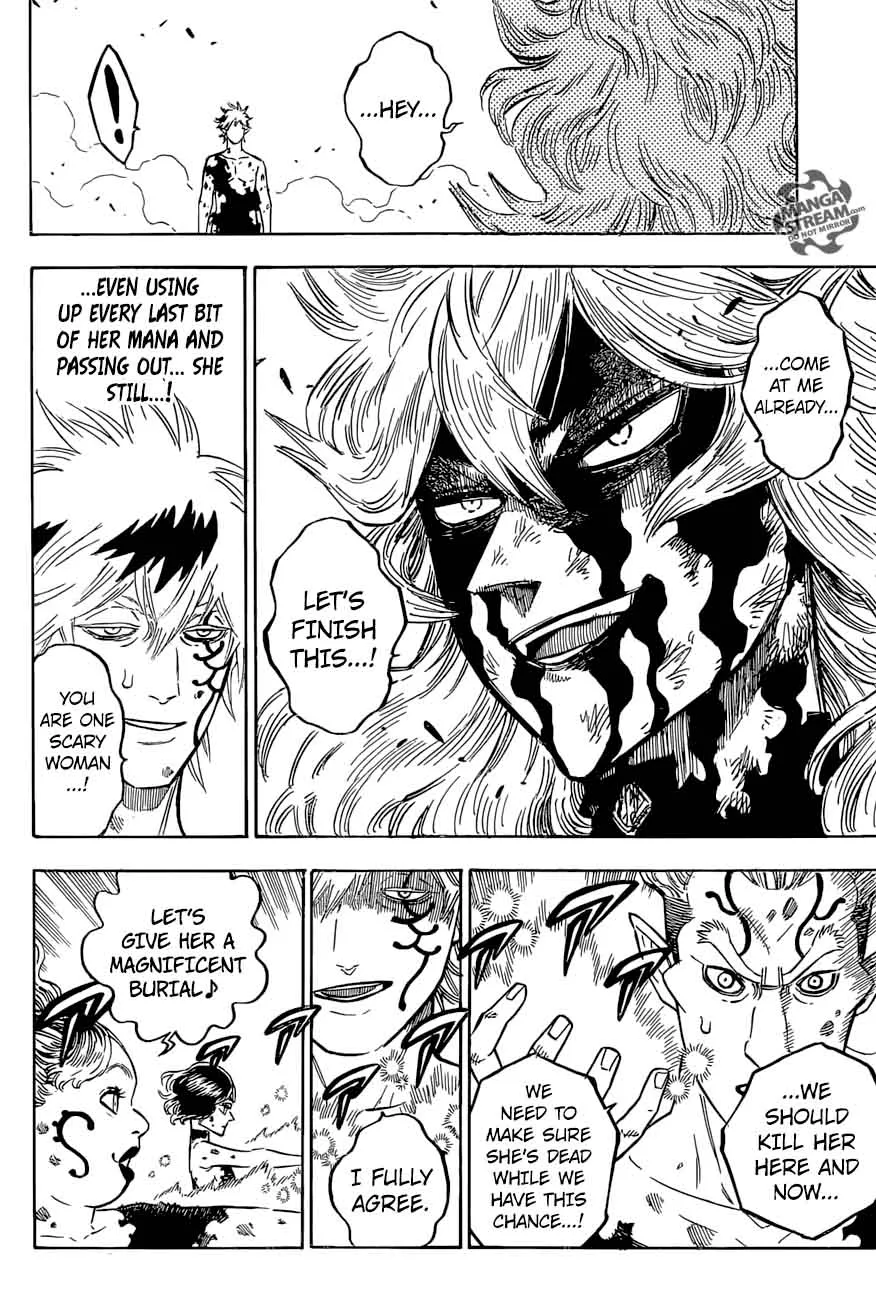 ...HEY...
!
MANGA
STREAM.com
DO NOT MIRROR
...COME
AT ME
ALREADY...
LET'S
FINISH
THIS...!
...EVEN USING
UP EVERY LAST BIT
OF HER MANA AND
PASSING OUT... SHE
STILL...!
YOU
ARE ONE
SCARY
WOMAN
...!
...WE
SHOULD
KILL HER
HERE AND
NOW...
WE
NEED TO
MAKE SURE
SHE'S DEAD
WHILE WE
HAVE THIS
CHANCE...!
I FULLY
AGREE.
LET'S
GIVE HER A
MAGNIFICENT
BURIAL♪